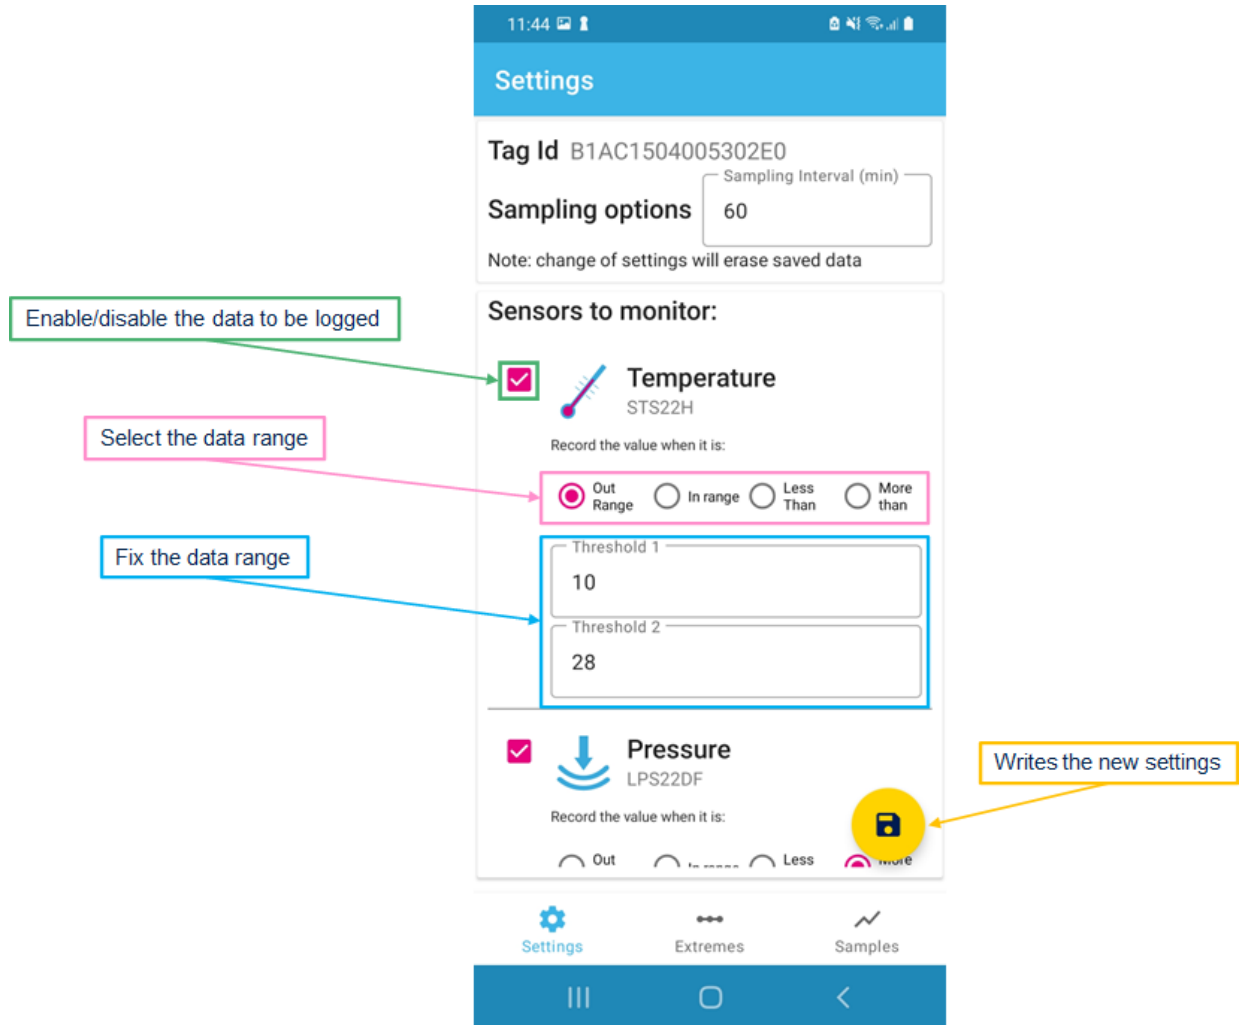 11:44
Settings
Tag Id B1AC1504005302E0
Sampling Interval (min)
Sampling options 60
Note: change of settings will erase saved data
Enable/disable the data to be logged
Sensors to monitor:
Temperature
STS22H
Select the data range
Record the value when it is:
Out Range
In range
Less Than
More than
Fix the data range
Threshold 1
10
Threshold 2
28
Pressure
LPS22DF
Writes the new settings
Record the value when it is:
Out
In range
Less
More
Settings
Extremes
Samples